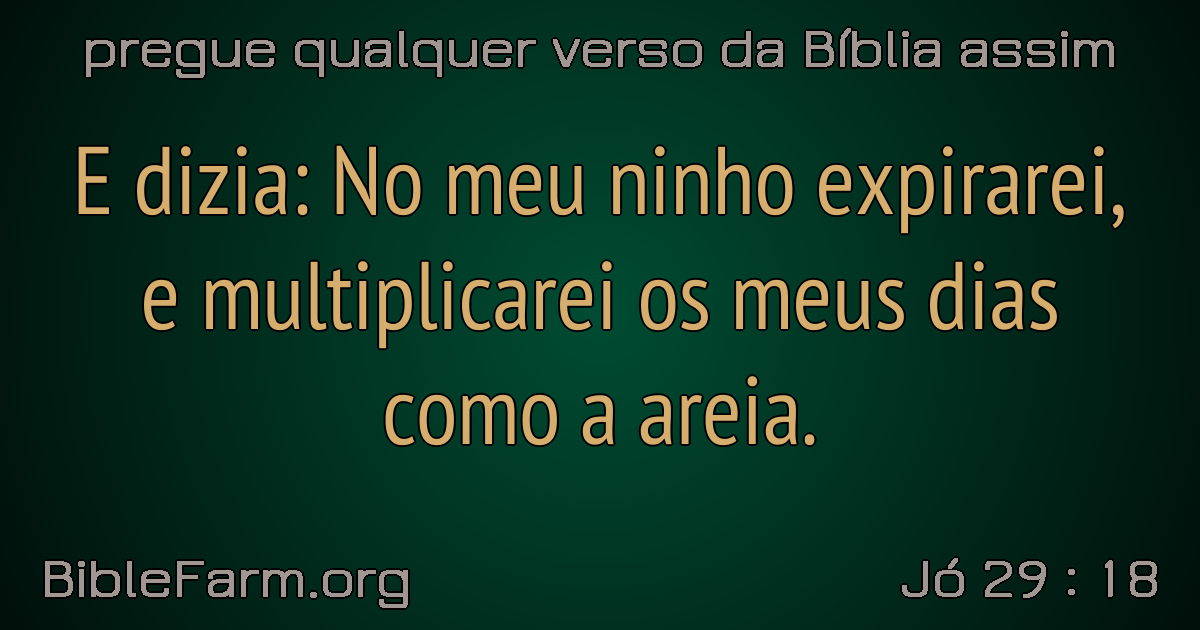 pregue qualquer verso da Bíblia assim
E dizia: No meu ninho expirarei,
e multiplicarei os meus dias
como a areia.
BibleFarm.org
Jó 29 : 18